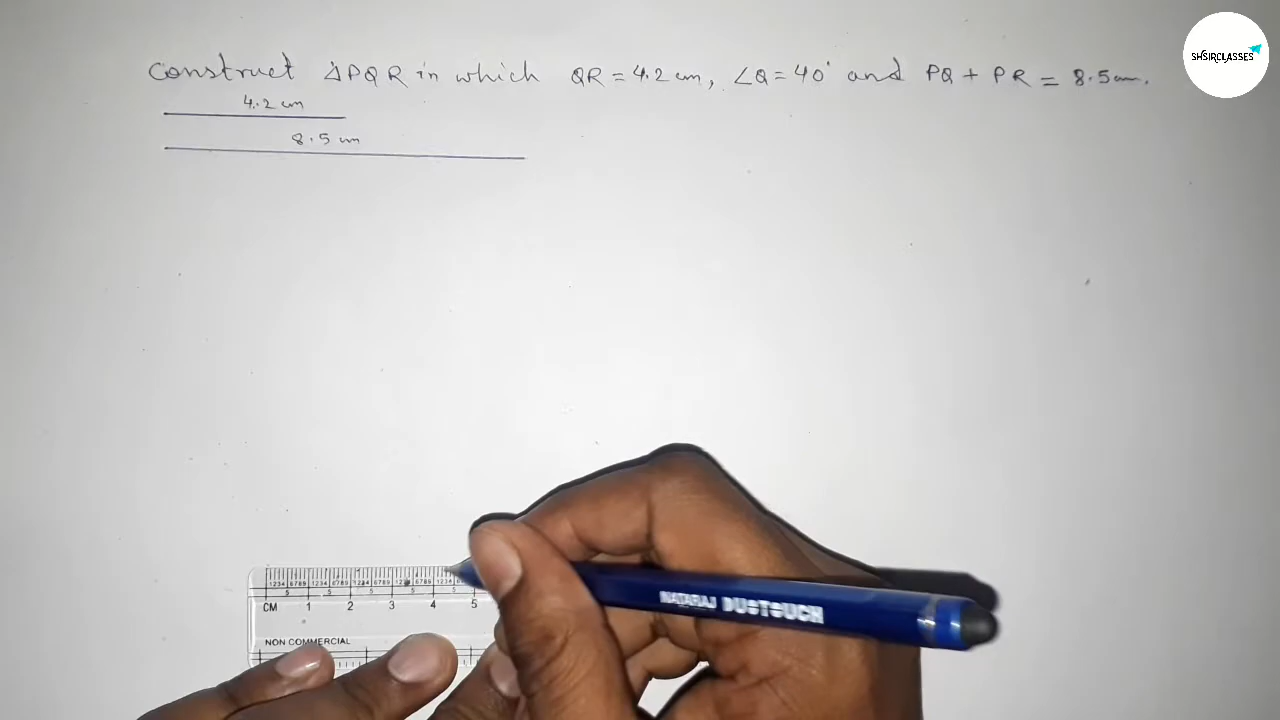 SHSIRCLASSES
Construct ΔPQR in which QR = 4.2 cm, ∠Q = 40° and PQ + PR = 8.5 cm.
4.2 cm
8.5 cm
CM 1 2 3 4 5
NON COMMERCIAL
NATARAJ DUOTOUCH